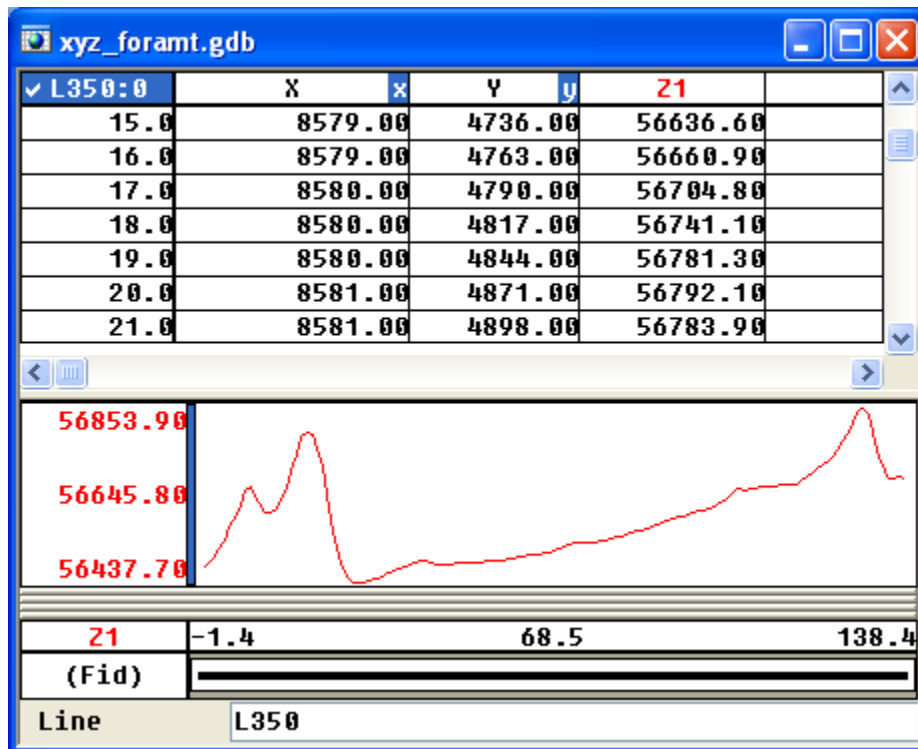 xyz_foramt.gdb
L350:0 X x Y y Z1
15.0 8579.00 4736.00 56636.60
16.0 8579.00 4763.00 56660.90
17.0 8580.00 4790.00 56704.80
18.0 8580.00 4817.00 56741.10
19.0 8580.00 4844.00 56781.30
20.0 8581.00 4871.00 56792.10
21.0 8581.00 4898.00 56783.90
56853.90
56645.80
56437.70
Z1 -1.4 68.5 138.4
(Fid)
Line L350